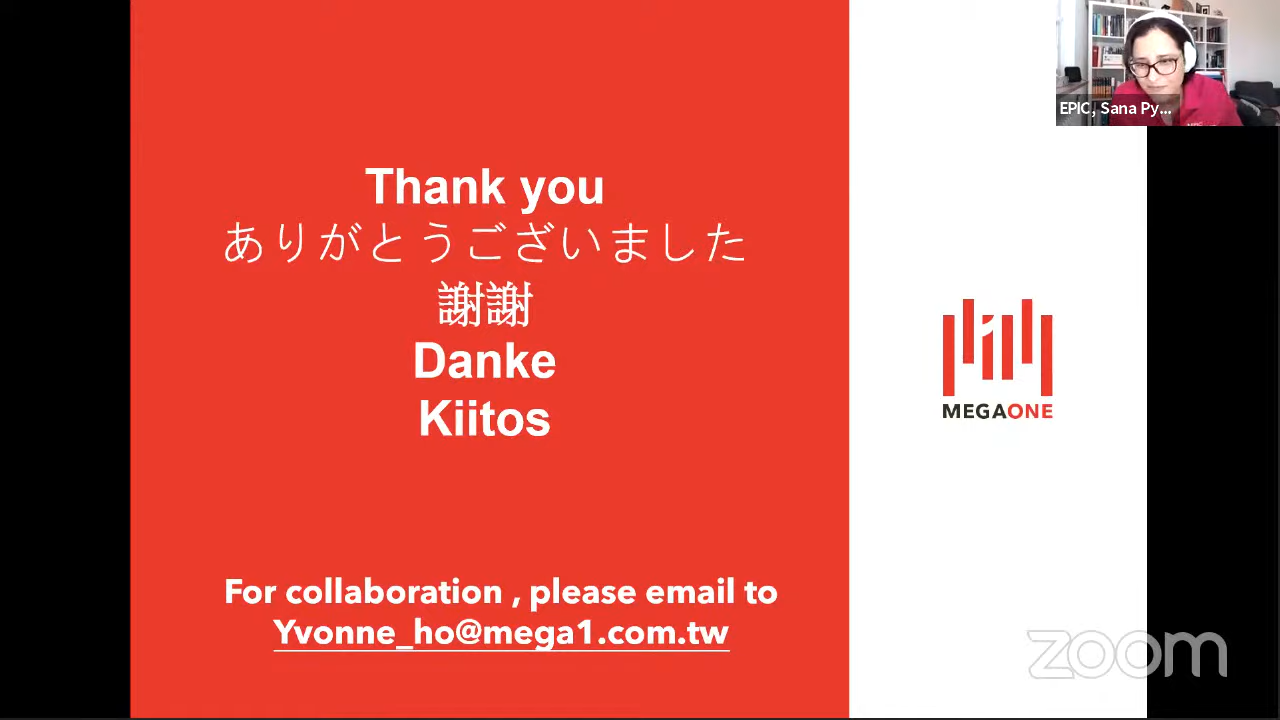 EPIC, Sana Py...
Thank you
ありがとうございました
謝謝
Danke
Kiitos
MEGAONE
For collaboration , please email to
Yvonne_ho@mega1.com.tw
zoom